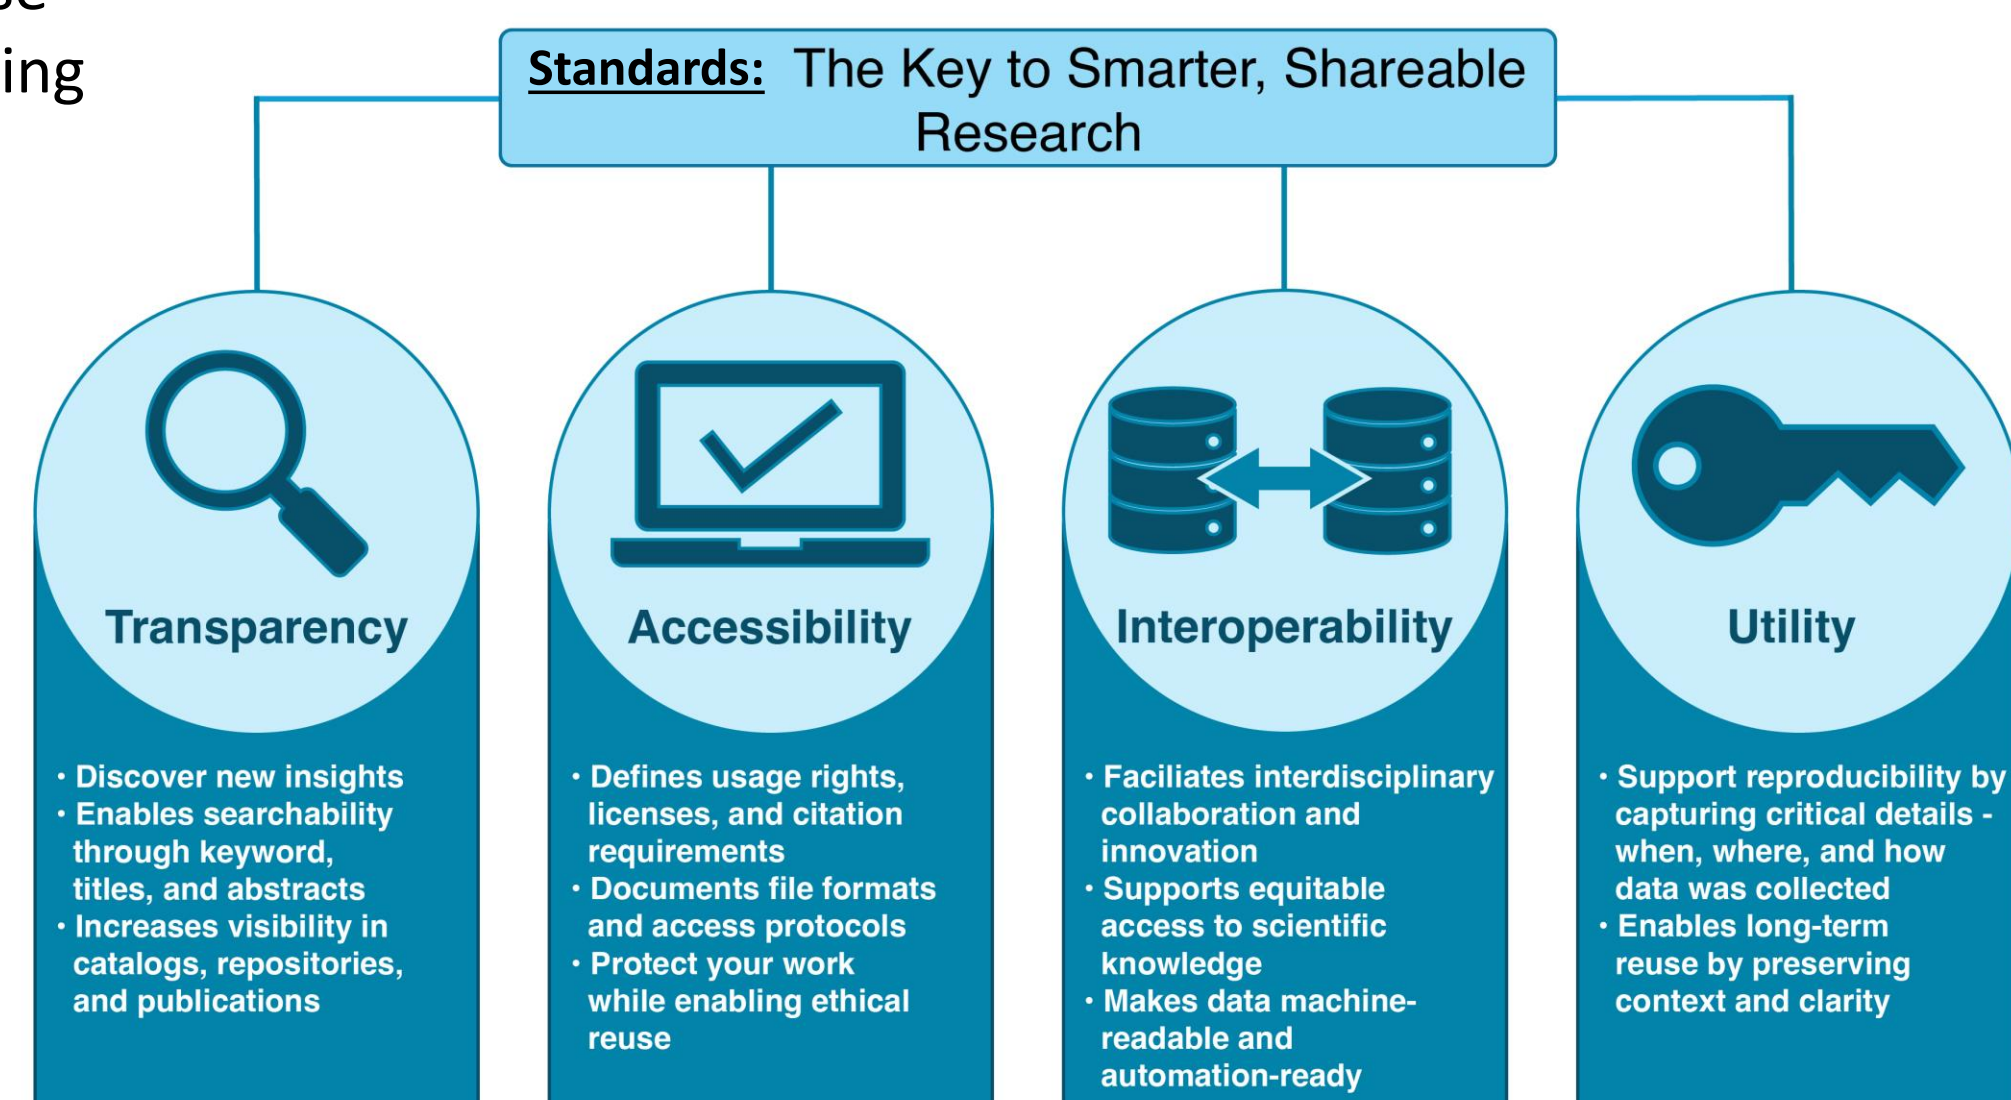 ing
Standards: The Key to Smarter, Shareable
Research
Transparency
• Discover new insights
• Enables searchability
through keyword,
titles, and abstracts
• Increases visibility in
catalogs, repositories,
and publications
Accessibility
• Defines usage rights,
licenses, and citation
requirements
• Documents file formats
and access protocols
• Protect your work
while enabling ethical
reuse
Interoperability
• Faciliates interdisciplinary
collaboration and
innovation
• Supports equitable
access to scientific
knowledge
• Makes data machine-
readable and
automation-ready
Utility
• Support reproducibility by
capturing critical details -
when, where, and how
data was collected
• Enables long-term
reuse by preserving
context and clarity